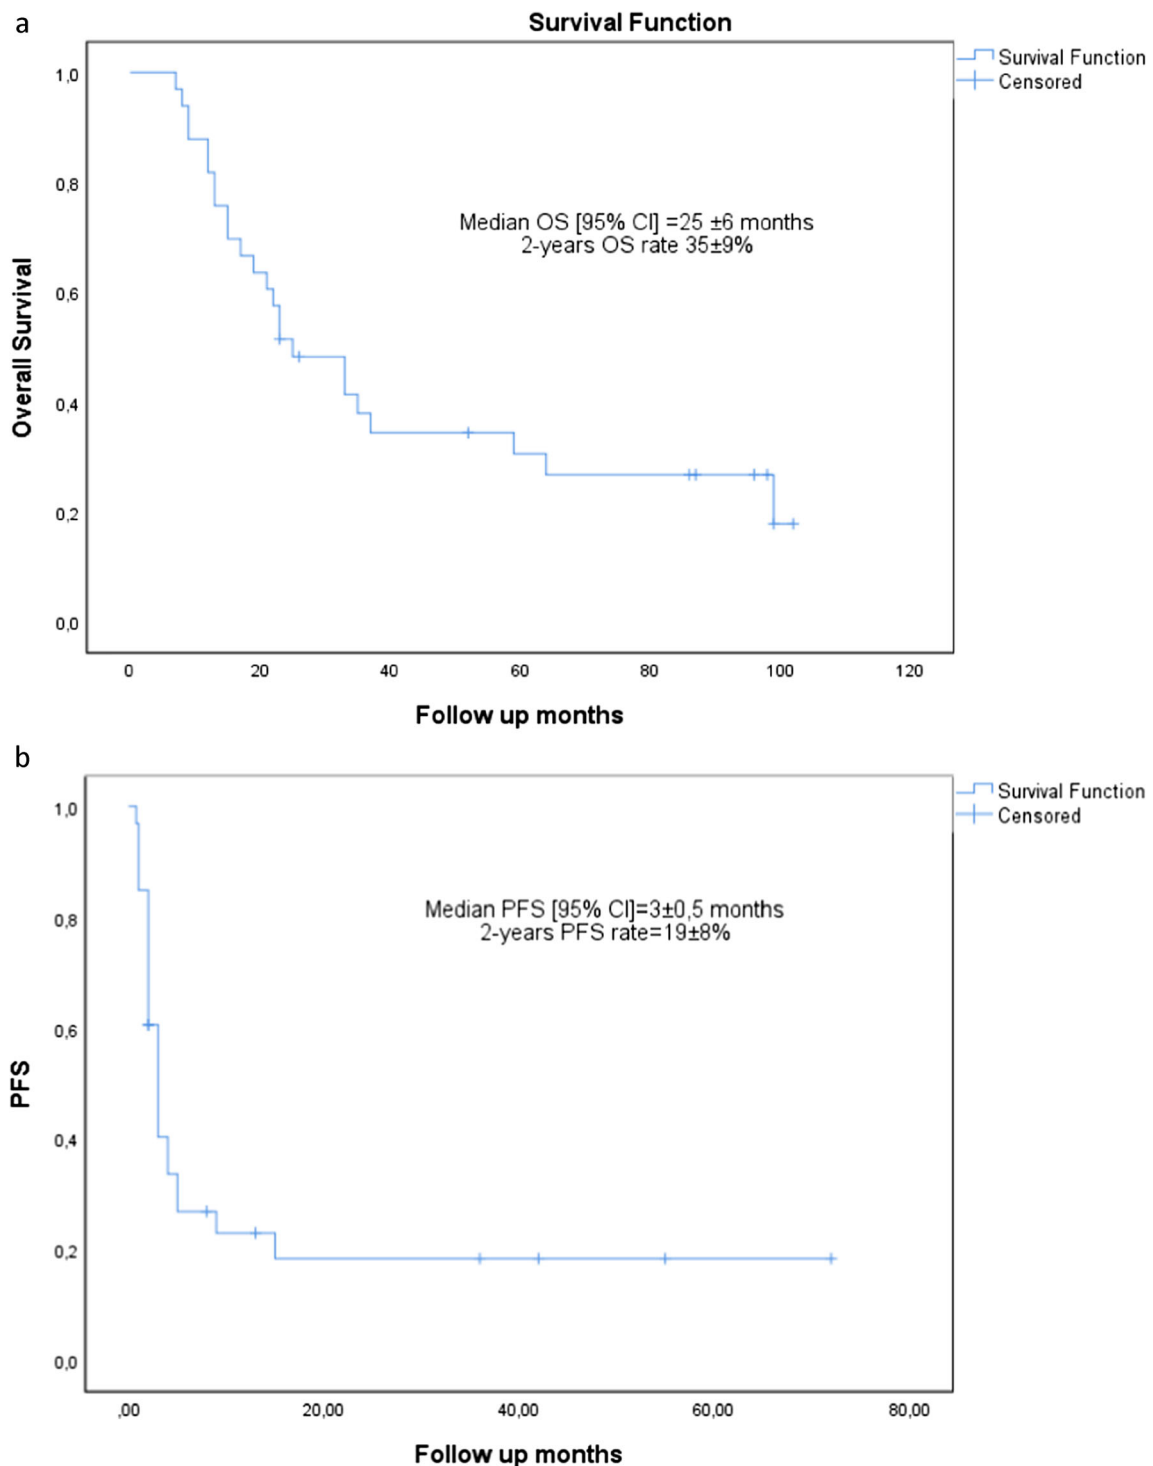 a
Survival Function
Survival Function
Censored
1,0
0,8
0,6
0,4
0,2
0,0
Overall Survival
Median OS [95% CI] =25 ±6 months
2-years OS rate 35±9%
0 20 40 60 80 100 120
Follow up months
b
Survival Function
Censored
1,0
0,8
0,6
0,4
0,2
0,0
PFS
Median PFS [95% CI]=3±0,5 months
2-years PFS rate=19±8%
,00 20,00 40,00 60,00 80,00
Follow up months